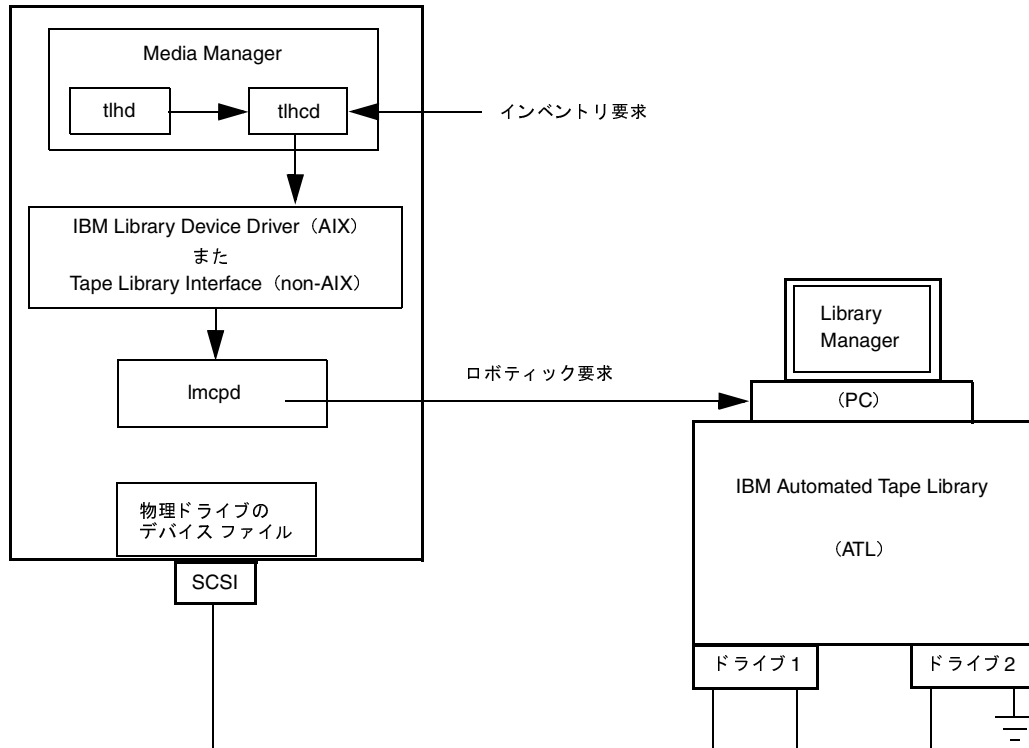 Media Manager
tlhd
tlhcd
インベントリ要求
IBM Library Device Driver（AIX）
また
Tape Library Interface（non-AIX）
lmcpd
ロボティック要求
Library
Manager
（PC）
IBM Automated Tape Library
（ATL）
物理ドライブの
デバイス ファイル
SCSI
ドライブ 1
ドライブ 2